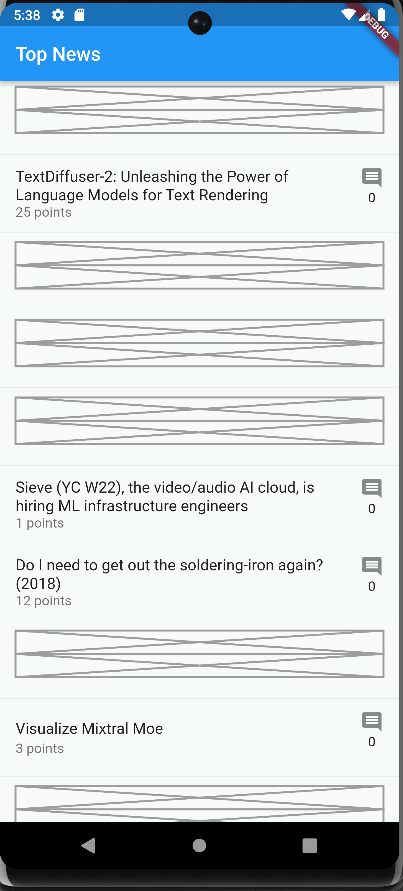 5:38
DEBUG
Top News
TextDiffuser-2: Unleashing the Power of
Language Models for Text Rendering
25 points
0
Sieve (YC W22), the video/audio AI cloud, is
hiring ML infrastructure engineers
1 points
0
Do I need to get out the soldering-iron again?
(2018)
12 points
0
Visualize Mixtral Moe
3 points
0